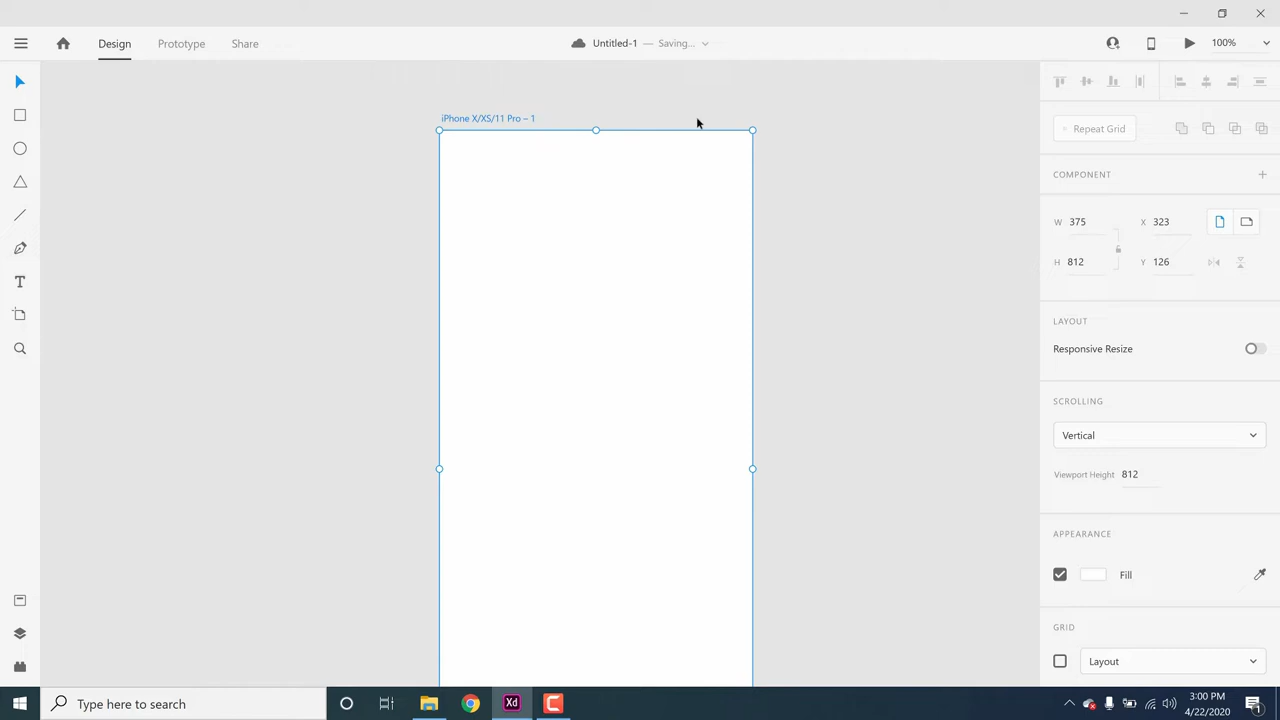 Design
Prototype
Share
Untitled-1 — Saving...
100%
iPhone X/XS/11 Pro – 1
Repeat Grid
COMPONENT
W 375
X 323
H 812
Y 126
LAYOUT
Responsive Resize
SCROLLING
Vertical
Viewport Height 812
APPEARANCE
Fill
GRID
Layout
T
Type here to search
Xd
C
3:00 PM
4/22/2020
1